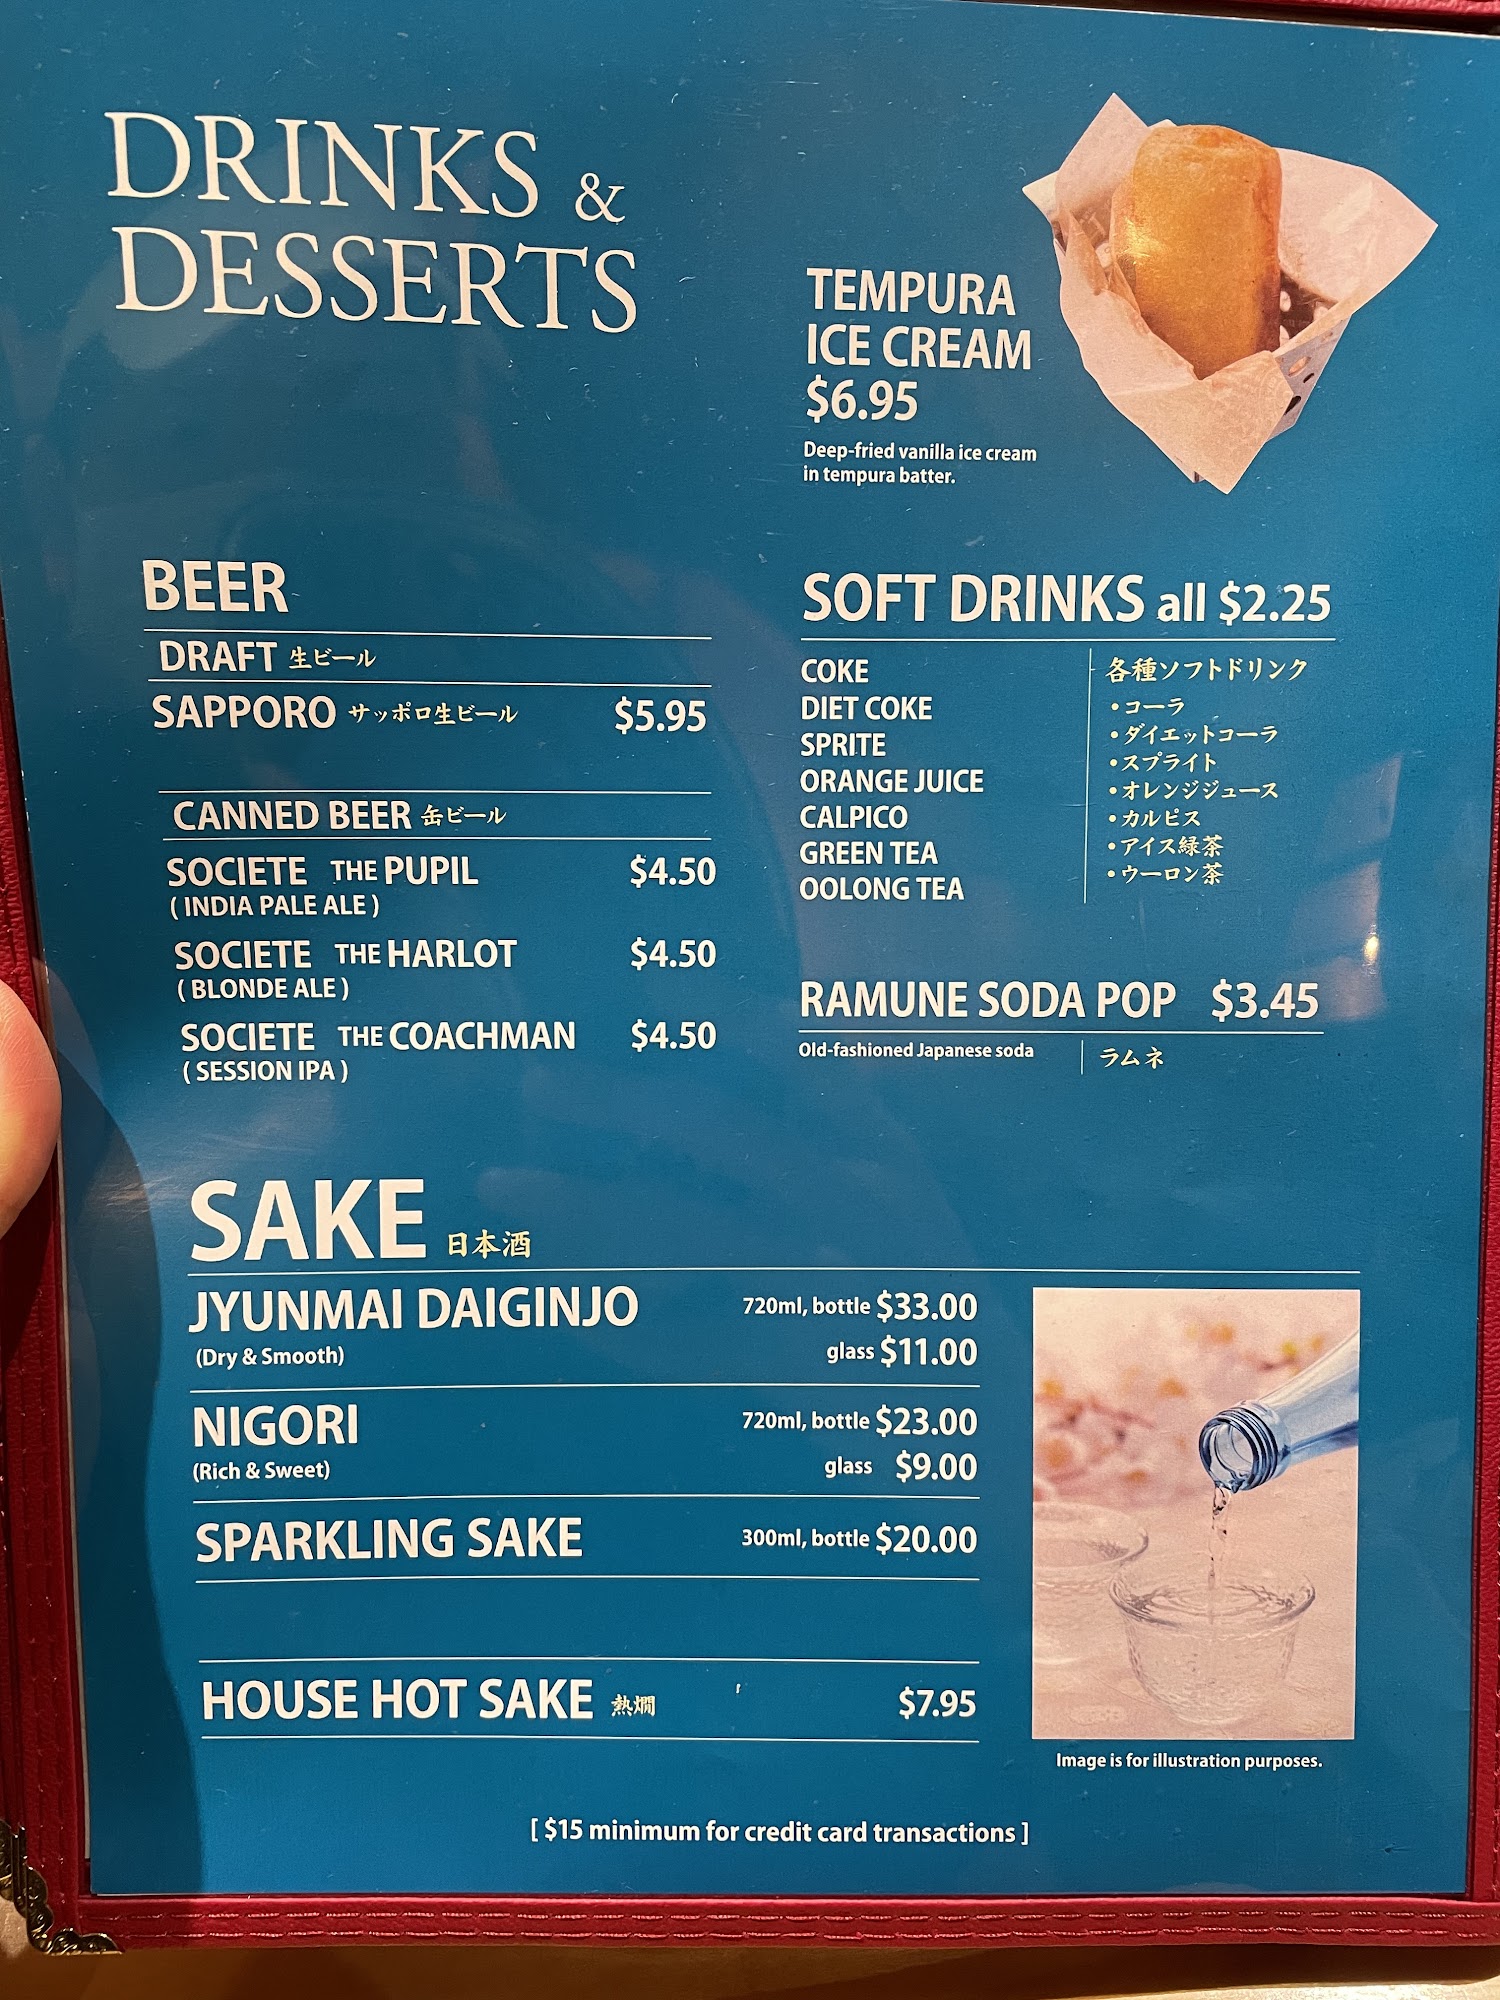 DRINKS &
DESSERTS
TEMPURA
ICE CREAM
$6.95
Deep-fried vanilla ice cream
in tempura batter.
BEER
DRAFT 生ビール
SAPPORO サッポロ生ビール $5.95
CANNED BEER 缶ビール
SOCIETE THE PUPIL $4.50
( INDIA PALE ALE )
SOCIETE THE HARLOT $4.50
( BLONDE ALE )
SOCIETE THE COACHMAN $4.50
( SESSION IPA )
SOFT DRINKS all $2.25
COKE
DIET COKE
SPRITE
ORANGE JUICE
CALPICO
GREEN TEA
OOLONG TEA
各種ソフトドリンク
・コーラ
・ダイエットコーラ
・スプライト
・オレンジジュース
・カルピス
・アイス緑茶
・ウーロン茶
RAMUNE SODA POP $3.45
Old-fashioned Japanese soda ラムネ
SAKE 日本酒
JYUNMAI DAIGINJO 720ml, bottle $33.00
(Dry & Smooth) glass $11.00
NIGORI 720ml, bottle $23.00
(Rich & Sweet) glass $9.00
SPARKLING SAKE 300ml, bottle $20.00
HOUSE HOT SAKE 熱燗 $7.95
Image is for illustration purposes.
[ $15 minimum for credit card transactions ]